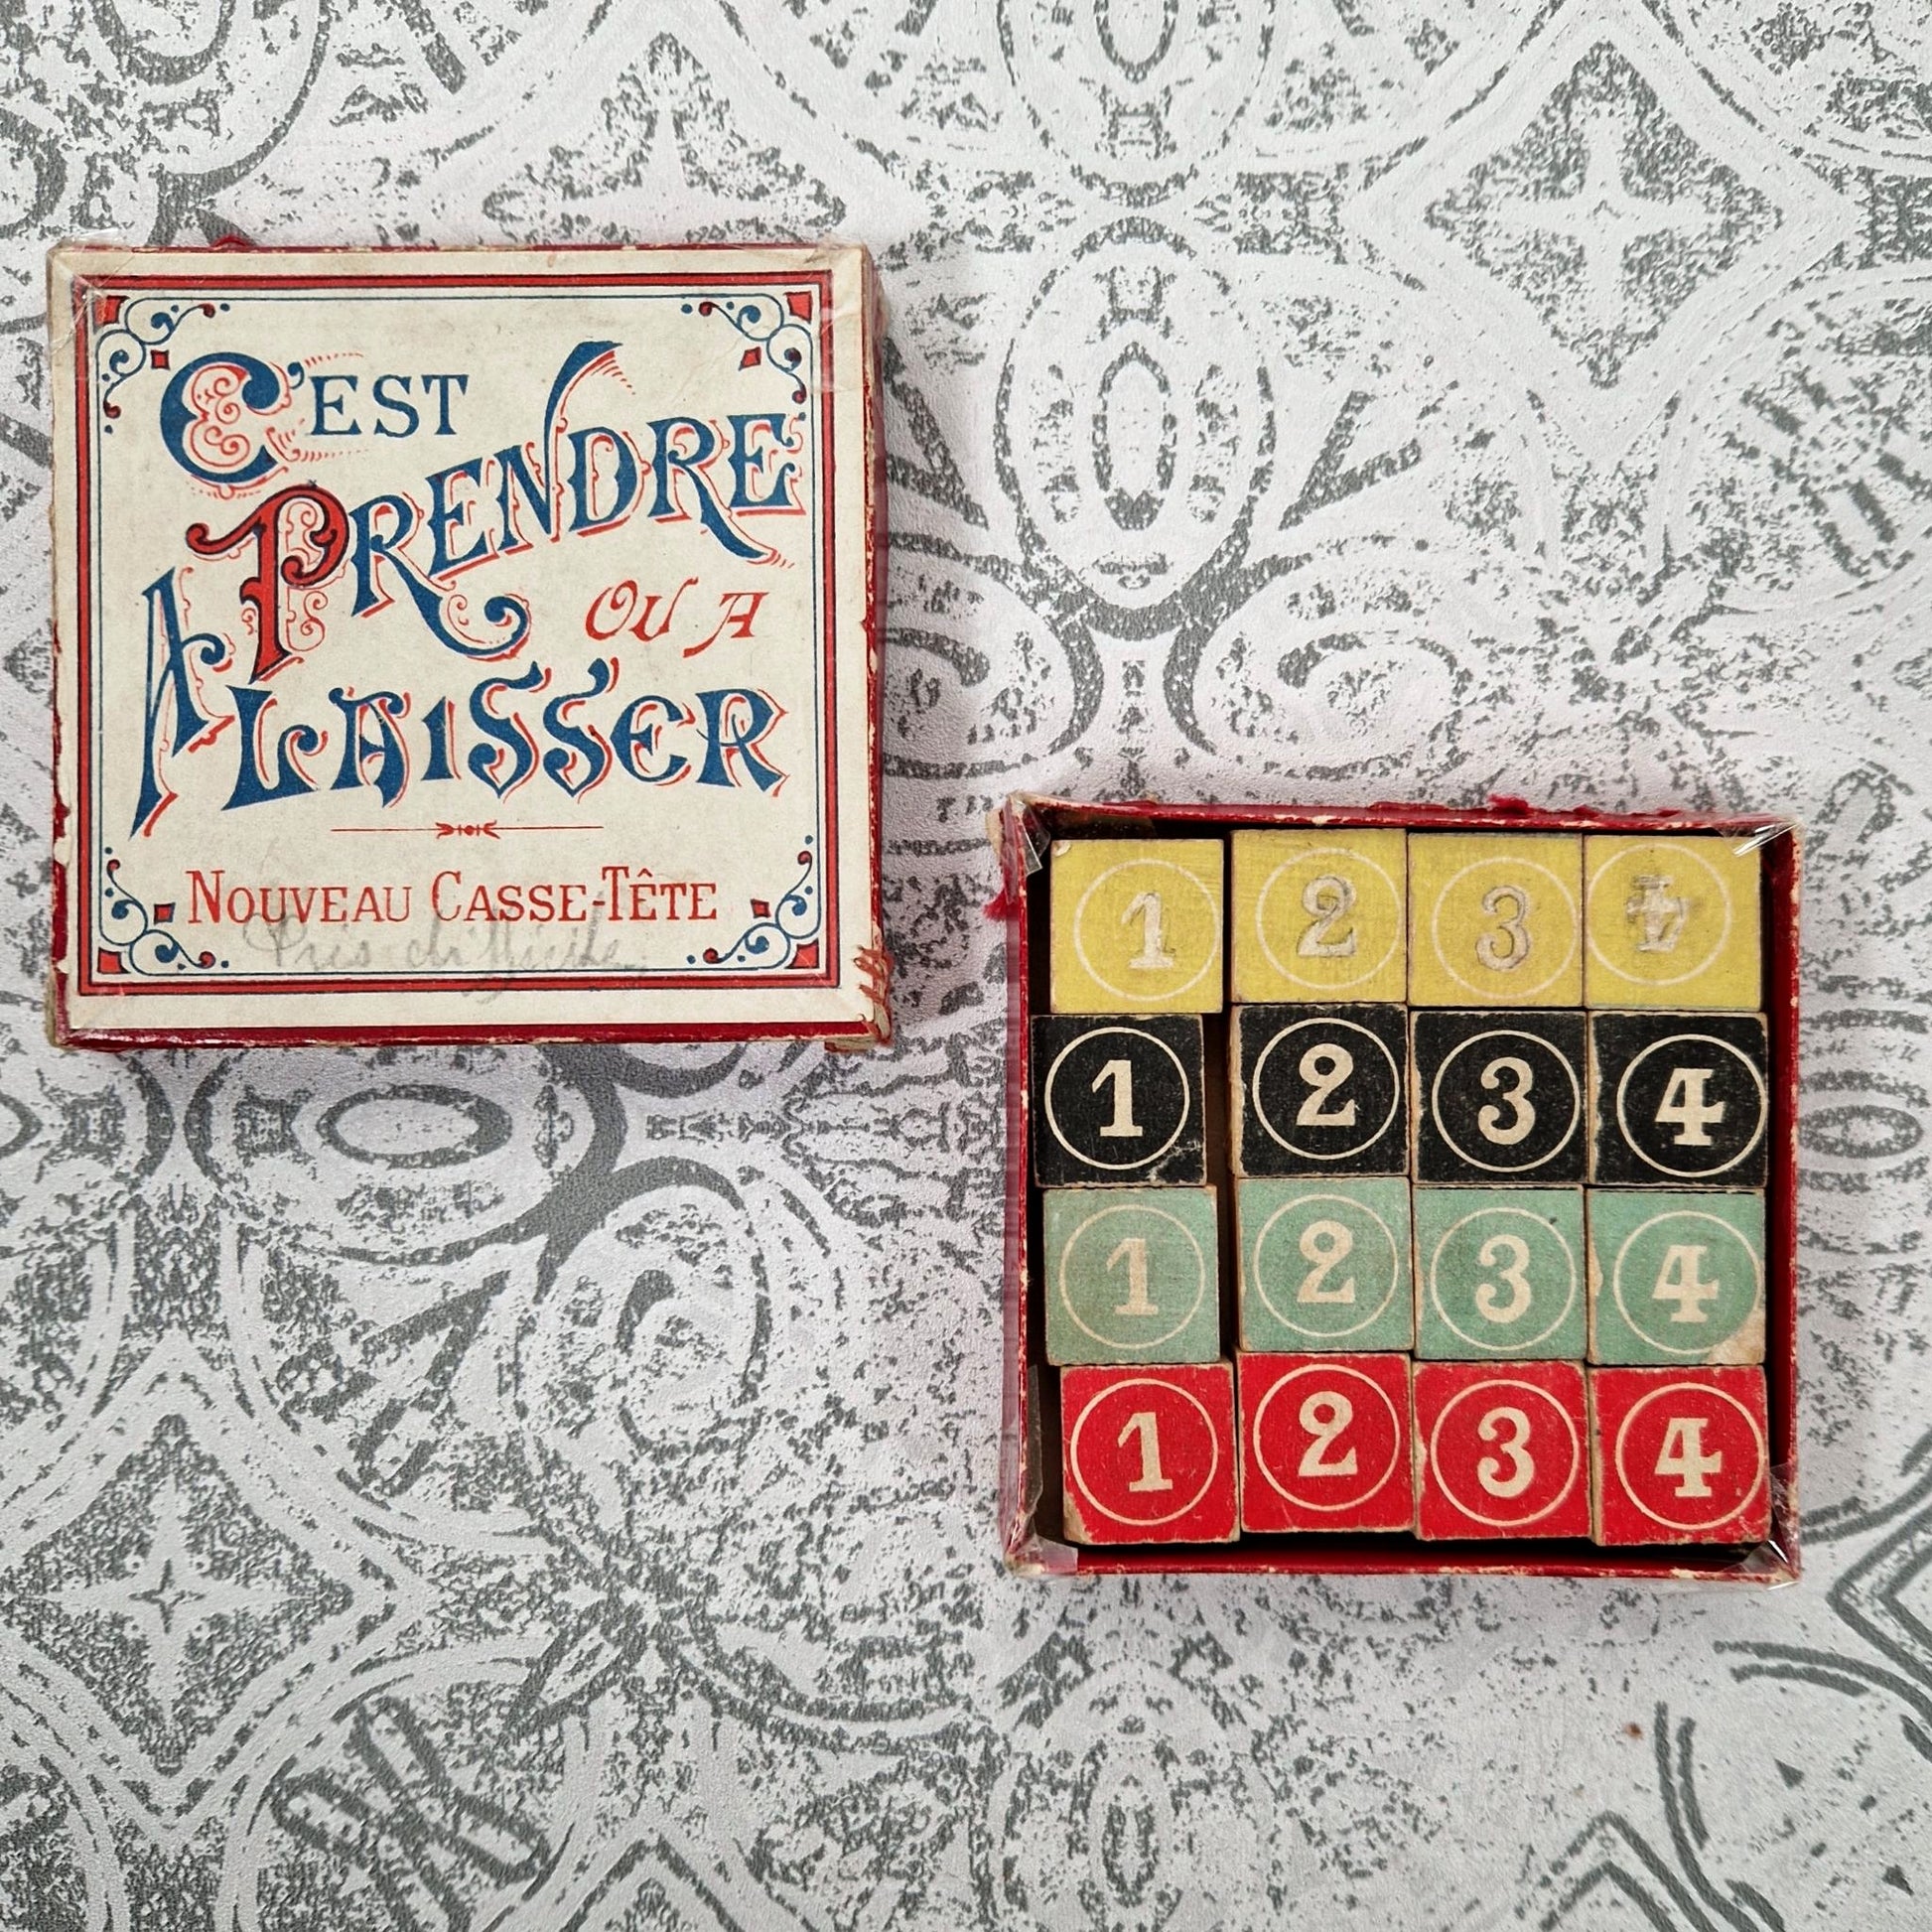 C'EST
PRENDRE
OU A
A LAISSER
NOUVEAU CASSE-TÊTE
1 2 3 4
1 2 3 4
1 2 3 4
1 2 3 4